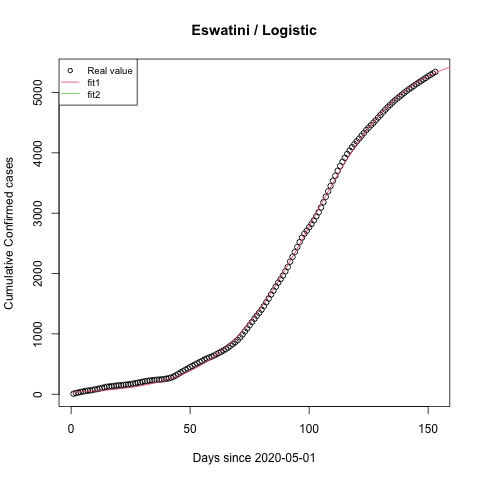 Eswatini / Logistic
Real value
fit1
fit2
Cumulative Confirmed cases
5000
4000
3000
2000
1000
0
0 50 100 150
Days since 2020-05-01